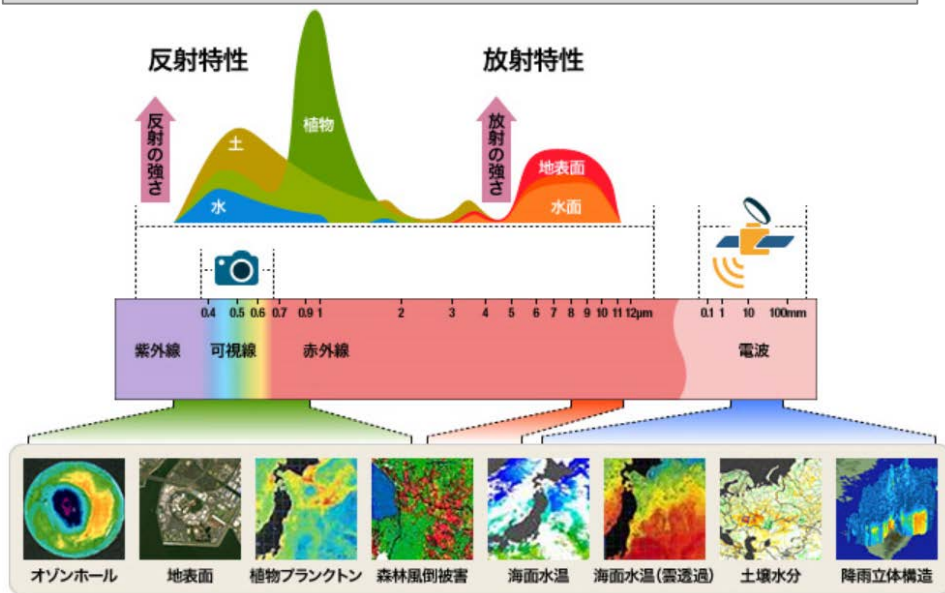 反射特性
放射特性
反射の強さ
放射の強さ
植物
土
水
地表面
水面
0.4 0.5 0.6 0.7 0.9 1 2 3 4 5 6 7 8 9 10 11 12μm 0.1 1 10 100mm
紫外線 可視線 赤外線 電波
オゾンホール 地表面 植物プランクトン 森林風倒被害 海面水温 海面水温(雲透過) 土壌水分 降雨立体構造